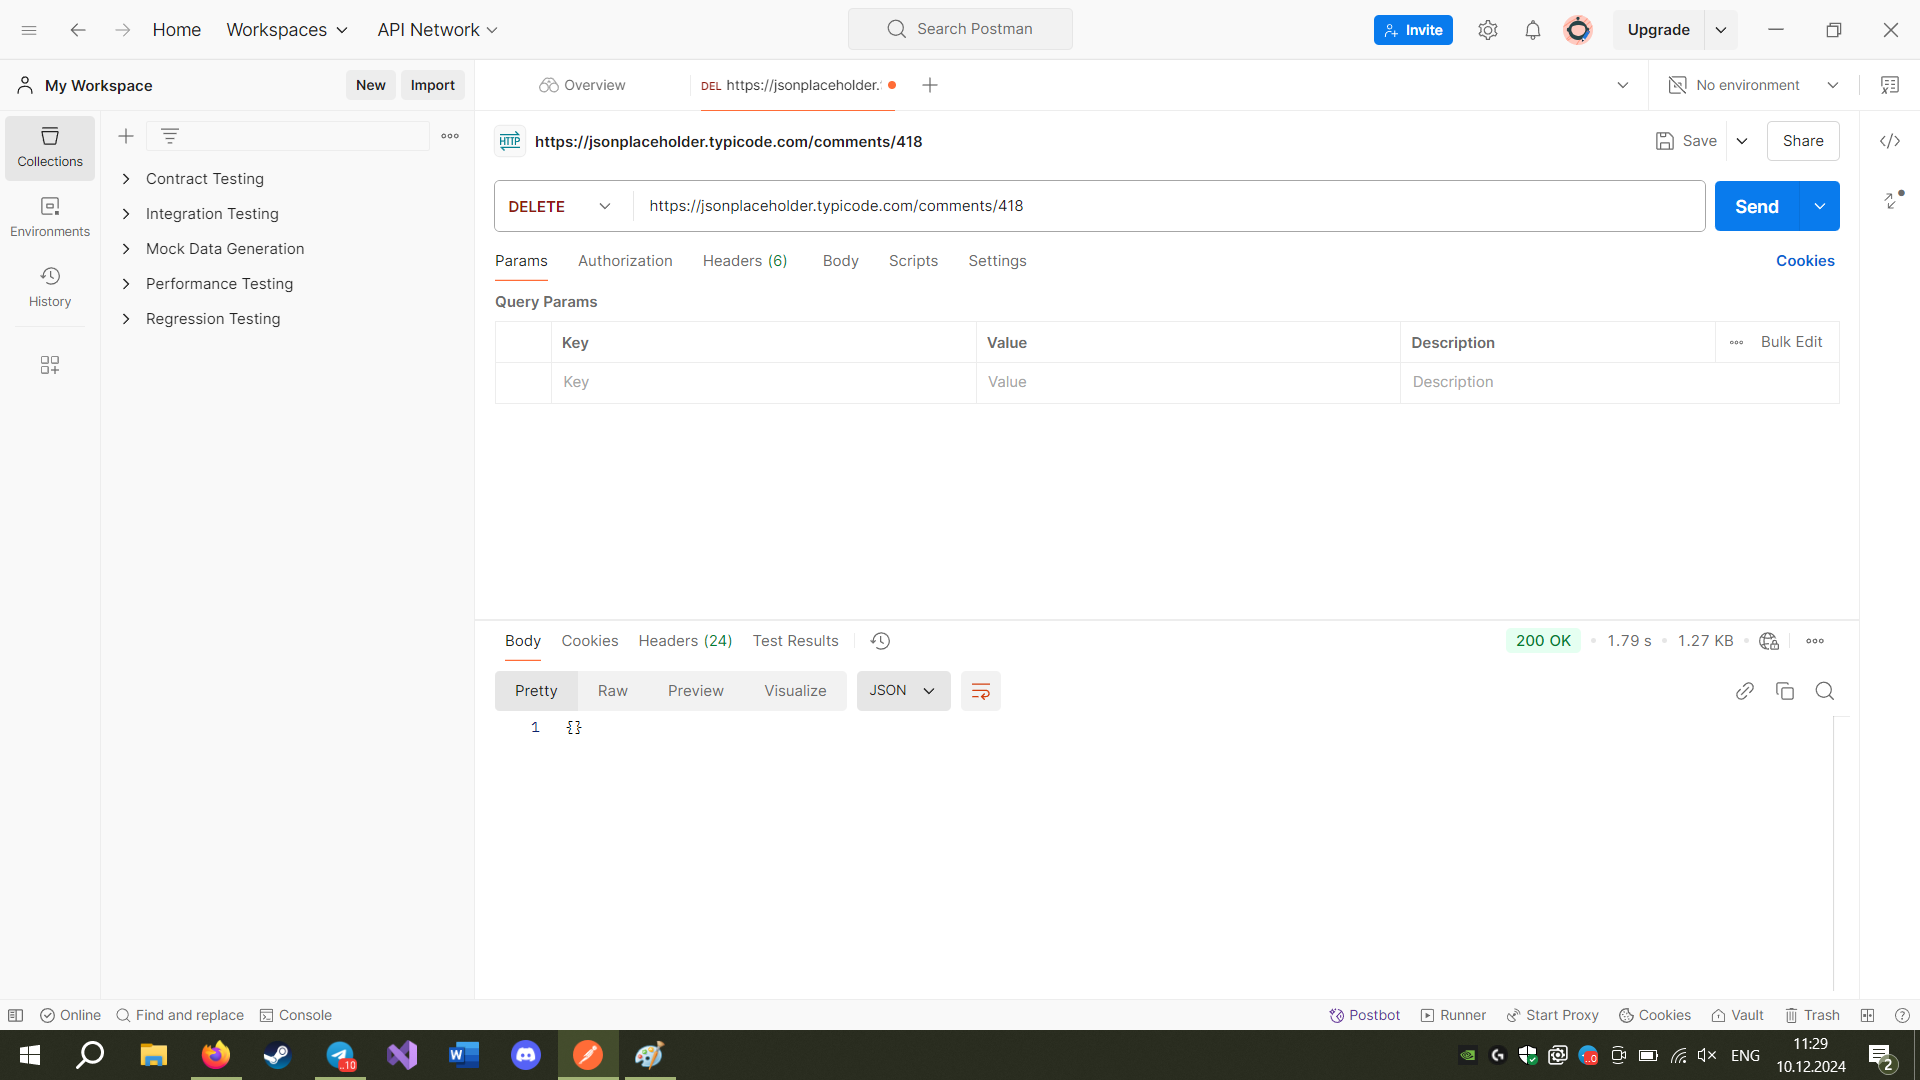 Home Workspaces API Network Search Postman Invite Upgrade
My Workspace New Import Overview DEL https://jsonplaceholder. No environment
HTTP https://jsonplaceholder.typicode.com/comments/418 Save Share
Collections
Environments
History
Contract Testing
Integration Testing
Mock Data Generation
Performance Testing
Regression Testing
DELETE https://jsonplaceholder.typicode.com/comments/418 Send
Params Authorization Headers (6) Body Scripts Settings Cookies
Query Params
Key Value Description Bulk Edit
Key Value Description
Body Cookies Headers (24) Test Results 200 OK 1.79 s 1.27 KB
Pretty Raw Preview Visualize JSON
1 {}
Online Find and replace Console Postbot Runner Start Proxy Cookies Vault Trash
..10 ..0 ENG 11:29
10.12.2024 2